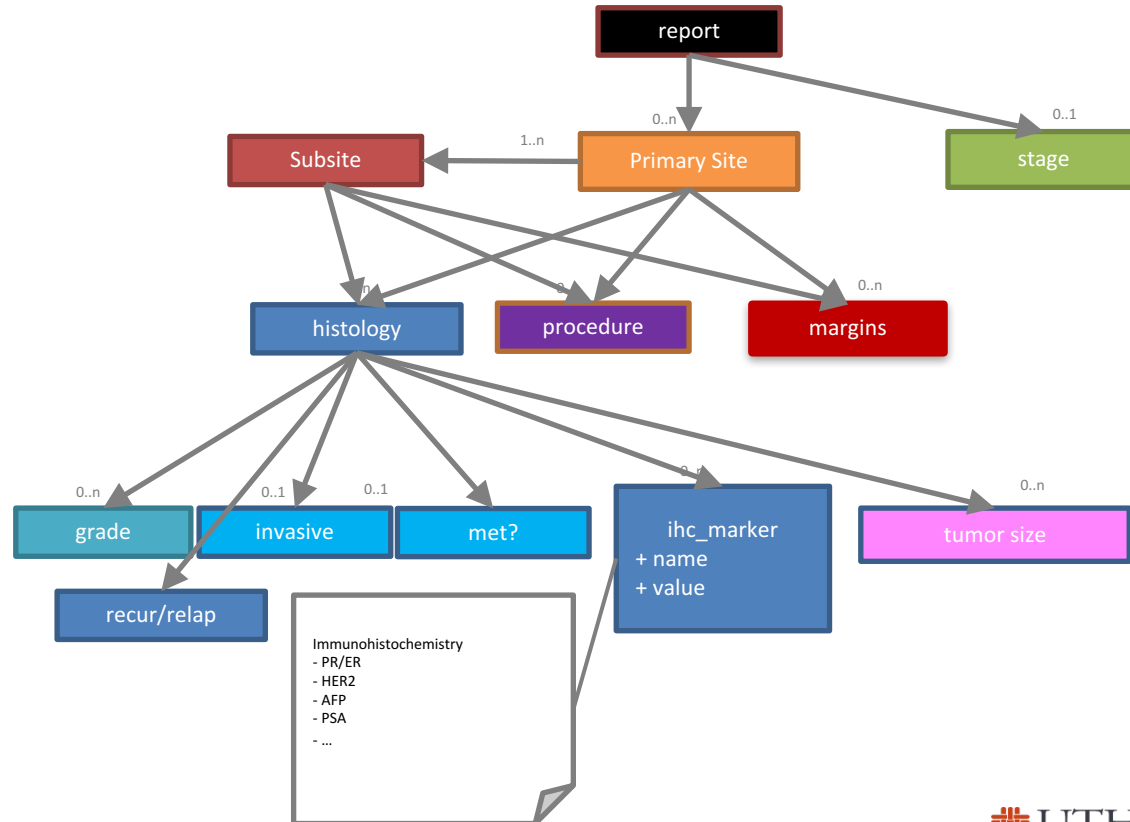 report
0..n
0..1
1..n
Subsite
Primary Site
stage
0..n
histology
procedure
margins
0..n
0..1
0..1
0..n
0..n
grade
invasive
met?
ihc_marker
+ name
+ value
tumor size
recur/relap
Immunohistochemistry
- PR/ER
- HER2
- AFP
- PSA
- ...